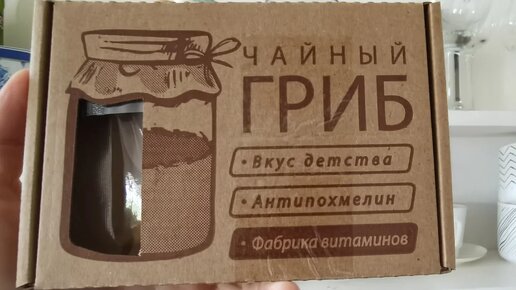 ЧАЙНЫЙ
ГРИБ
• Вкус детства
• Антипохмелин
• Фабрика витаминов